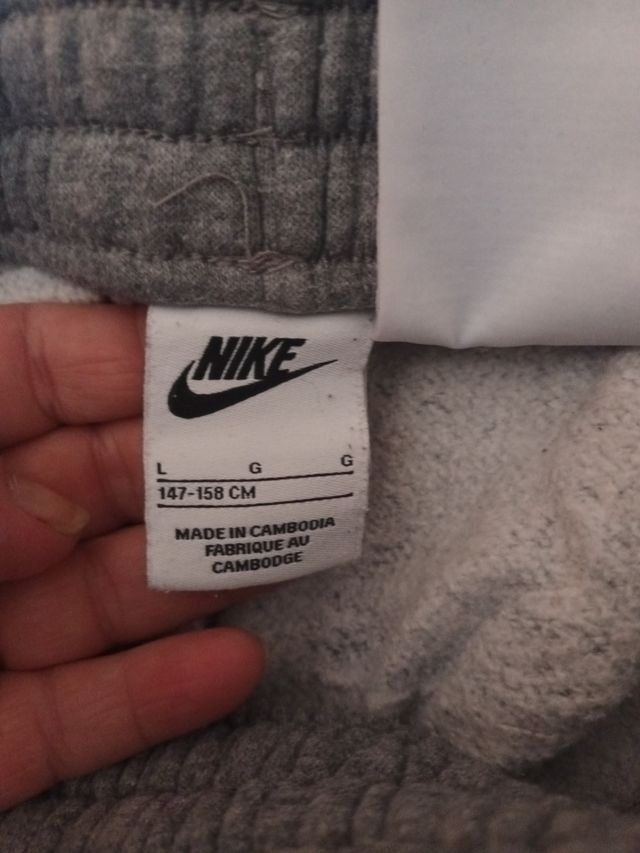 NIKE
L G G
147-158 CM
MADE IN CAMBODIA
FABRIQUE AU
CAMBODGE